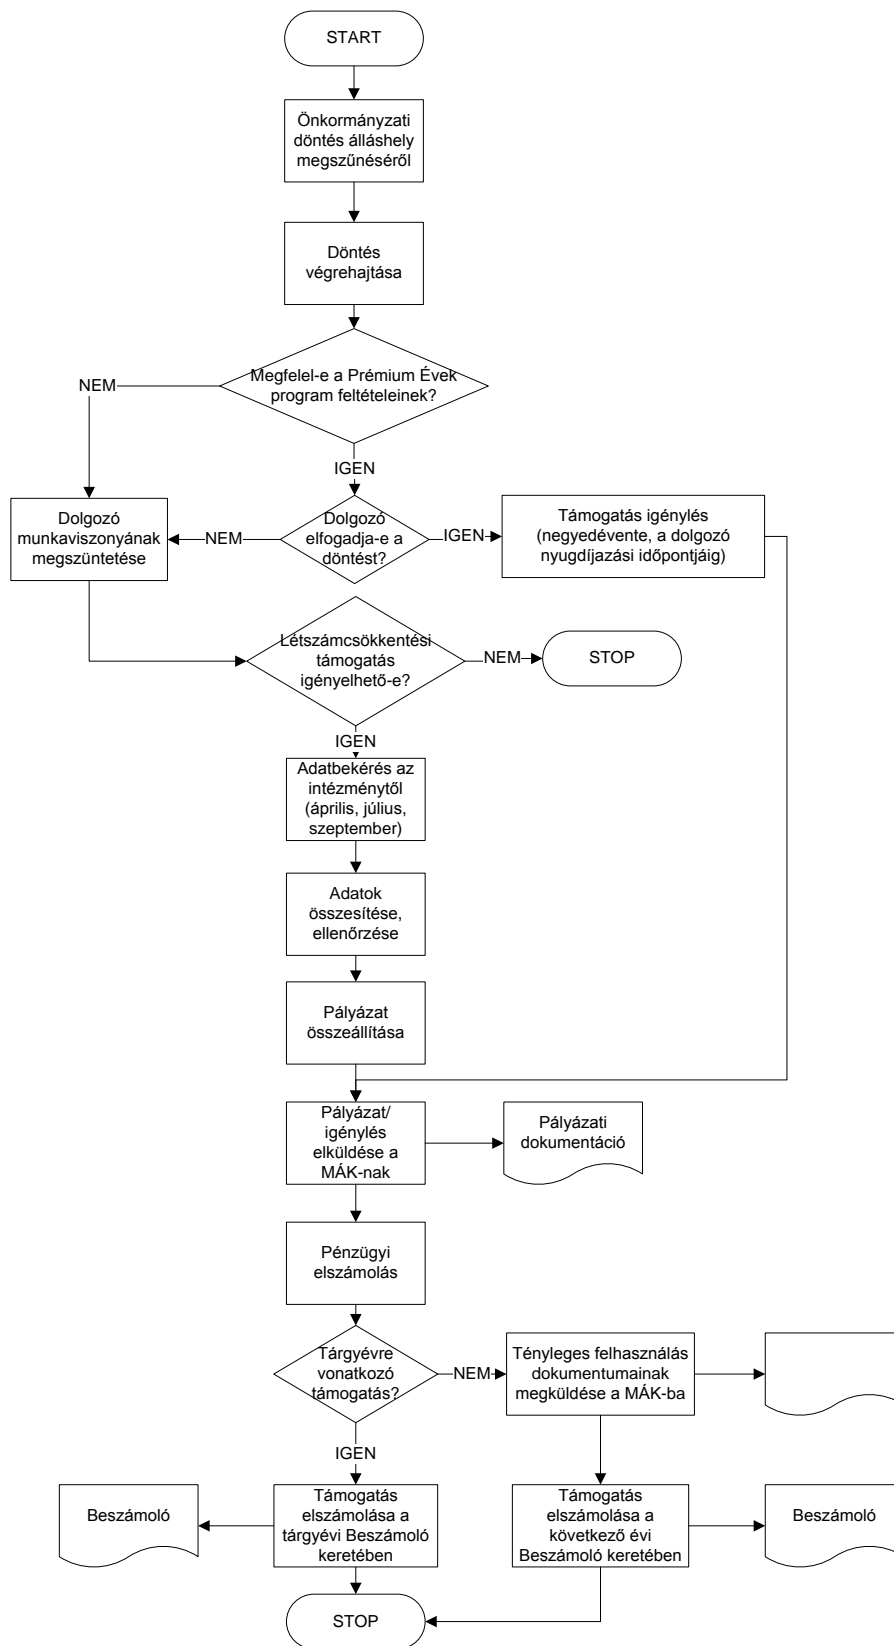 START
Önkormányzati
döntés álláshely
megszűnéséről
Döntés
végrehajtása
Megfelel-e a Prémium Évek
program feltételeinek?
NEM
IGEN
Dolgozó
munkaviszonyának
megszüntetése
NEM
Dolgozó
elfogadja-e a
döntést?
IGEN
Támogatás igénylés
(negyedévente, a dolgozó
nyugdíjazási időpontjáig)
Létszámcsökkentési
támogatás
igényelhető-e?
NEM
STOP
IGEN
Adatbekérés az
intézménytől
(április, július,
szeptember)
Adatok
összesítése,
ellenőrzése
Pályázat
összeállítása
Pályázat/
igénylés
elküldése a
MÁK-nak
Pályázati
dokumentáció
Pénzügyi
elszámolás
Tárgyévre
vonatkozó
támogatás?
NEM
Tényleges felhasználás
dokumentumainak
megküldése a MÁK-ba
IGEN
Beszámoló
Támogatás
elszámolása a
tárgyévi Beszámoló
keretében
Támogatás
elszámolása a
következő évi
Beszámoló keretében
Beszámoló
STOP